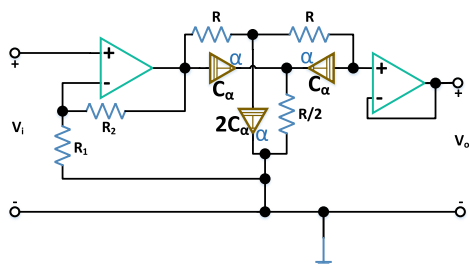 R R
+ α α + +
- Cα Cα -
+ R₂ 2Cα R/2 +
Vᵢ α Vₒ
R₁
- -